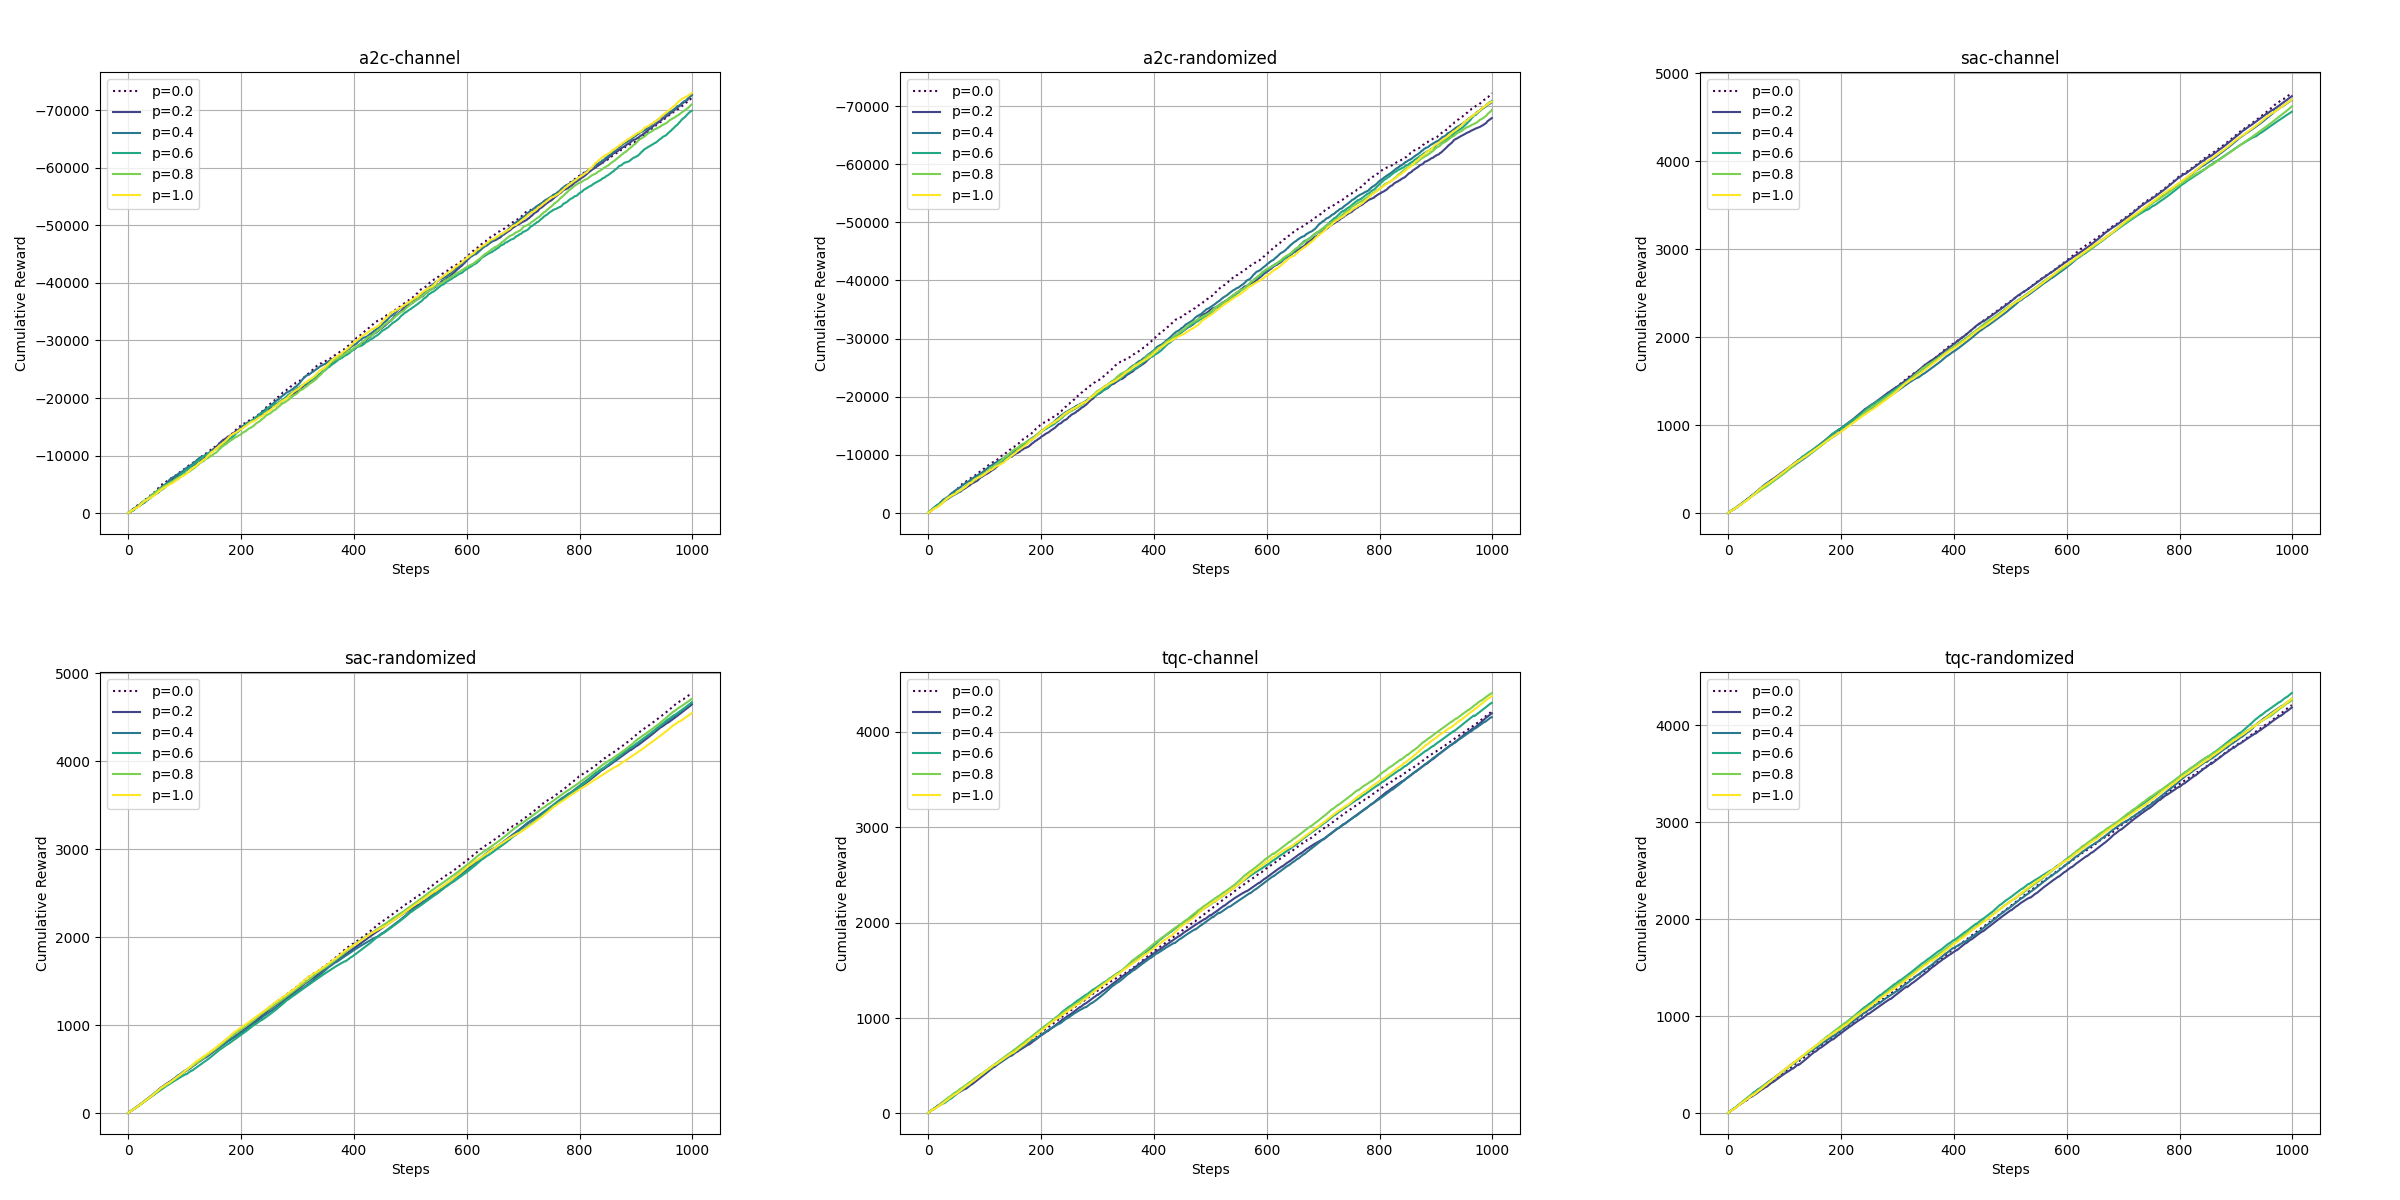 a2c-channel
p=0.0
p=0.2
p=0.4
p=0.6
p=0.8
p=1.0
−70000
−60000
−50000
−40000
−30000
−20000
−10000
0
Cumulative Reward
0 200 400 600 800 1000
Steps
a2c-randomized
p=0.0
p=0.2
p=0.4
p=0.6
p=0.8
p=1.0
−70000
−60000
−50000
−40000
−30000
−20000
−10000
0
Cumulative Reward
0 200 400 600 800 1000
Steps
sac-channel
p=0.0
p=0.2
p=0.4
p=0.6
p=0.8
p=1.0
5000
4000
3000
2000
1000
0
Cumulative Reward
0 200 400 600 800 1000
Steps
sac-randomized
p=0.0
p=0.2
p=0.4
p=0.6
p=0.8
p=1.0
5000
4000
3000
2000
1000
0
Cumulative Reward
0 200 400 600 800 1000
Steps
tqc-channel
p=0.0
p=0.2
p=0.4
p=0.6
p=0.8
p=1.0
4000
3000
2000
1000
0
Cumulative Reward
0 200 400 600 800 1000
Steps
tqc-randomized
p=0.0
p=0.2
p=0.4
p=0.6
p=0.8
p=1.0
4000
3000
2000
1000
0
Cumulative Reward
0 200 400 600 800 1000
Steps